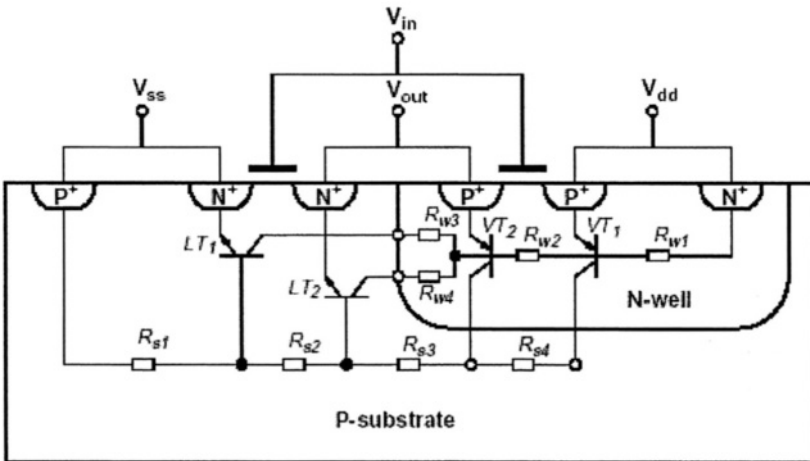 Vin
Vss
Vout
Vdd
P+
N+
N+
P+
P+
N+
LT1
Rw3
VT2
Rw2
VT1
Rw1
LT2
Rw4
N-well
Rs1
Rs2
Rs3
Rs4
P-substrate